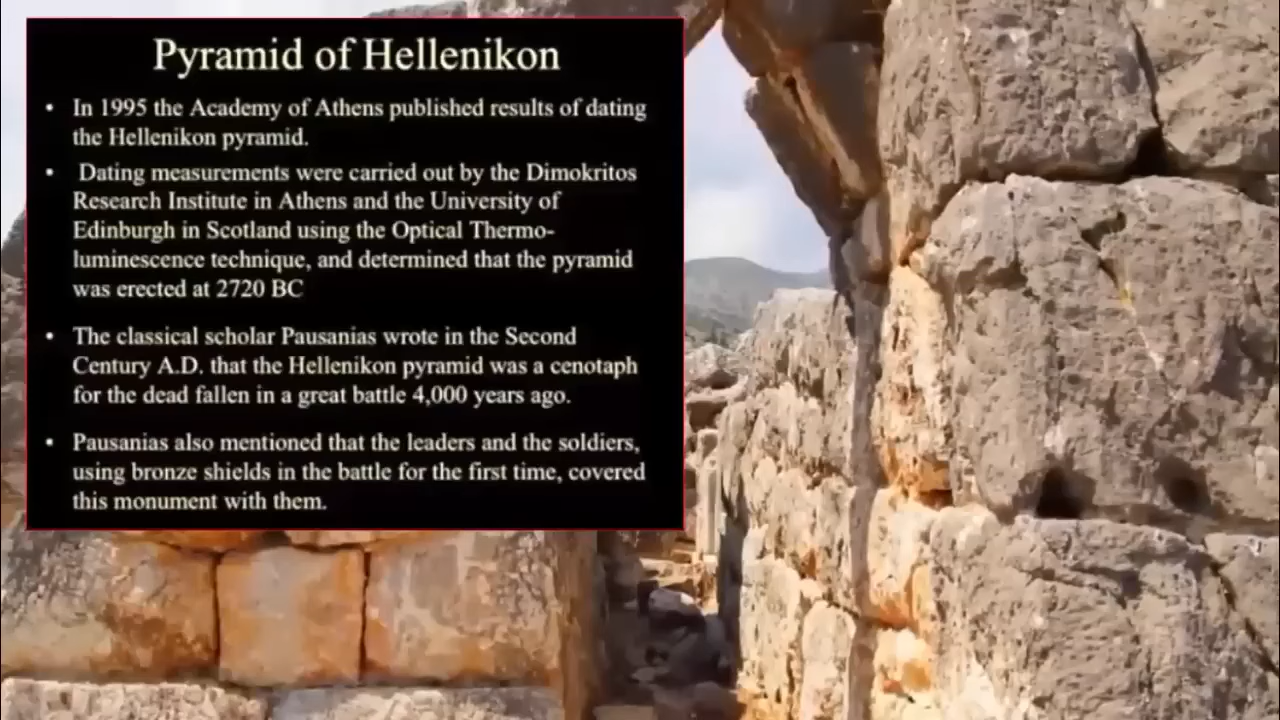 Pyramid of Hellenikon
• In 1995 the Academy of Athens published results of dating
the Hellenikon pyramid.
• Dating measurements were carried out by the Dimokritos
Research Institute in Athens and the University of
Edinburgh in Scotland using the Optical Thermo-
luminescence technique, and determined that the pyramid
was erected at 2720 BC
• The classical scholar Pausanias wrote in the Second
Century A.D. that the Hellenikon pyramid was a cenotaph
for the dead fallen in a great battle 4,000 years ago.
• Pausanias also mentioned that the leaders and the soldiers,
using bronze shields in the battle for the first time, covered
this monument with them.